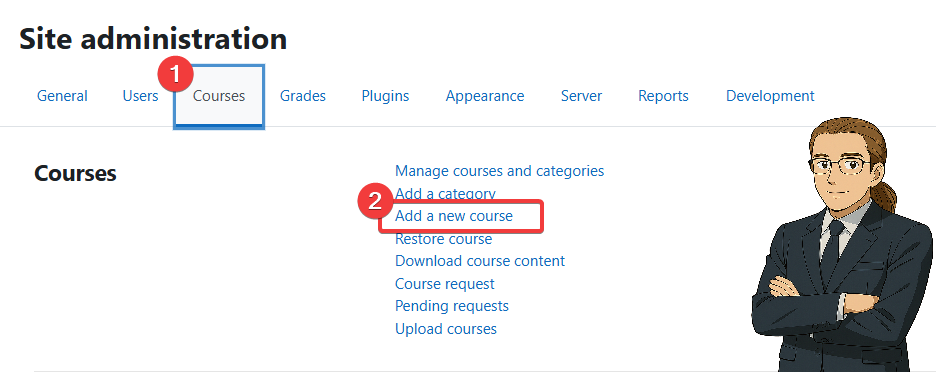 Site administration
1
General Users Courses Grades Plugins Appearance Server Reports Development
Courses
Manage courses and categories
Add a category
2
Add a new course
Restore course
Download course content
Course request
Pending requests
Upload courses